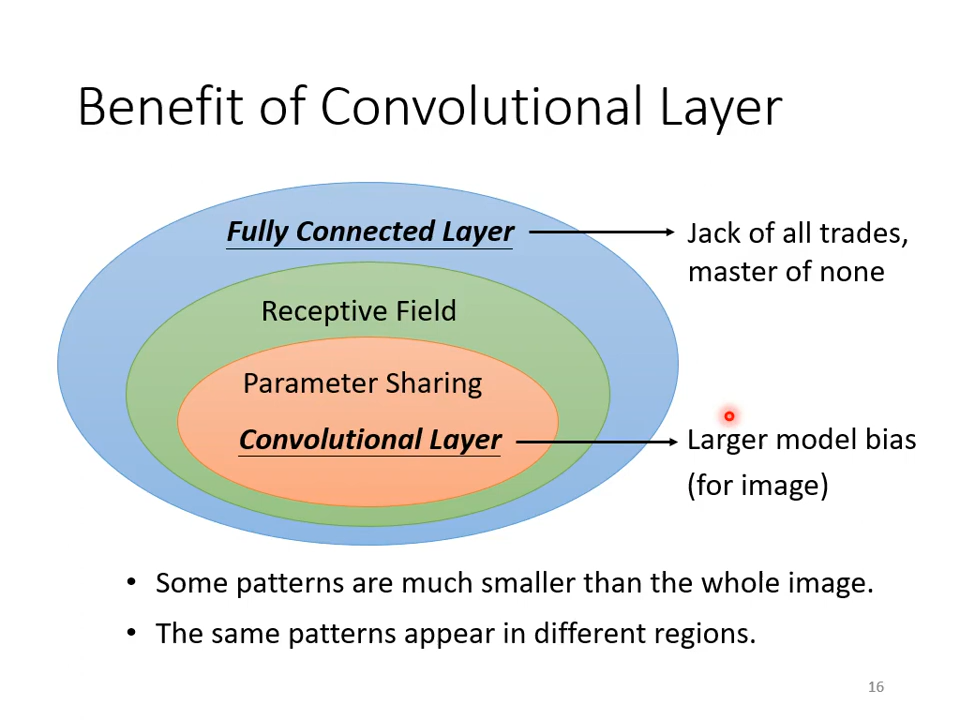 Benefit of Convolutional Layer
Fully Connected Layer
Jack of all trades,
master of none
Receptive Field
Parameter Sharing
Convolutional Layer
Larger model bias
(for image)
• Some patterns are much smaller than the whole image.
• The same patterns appear in different regions.
16